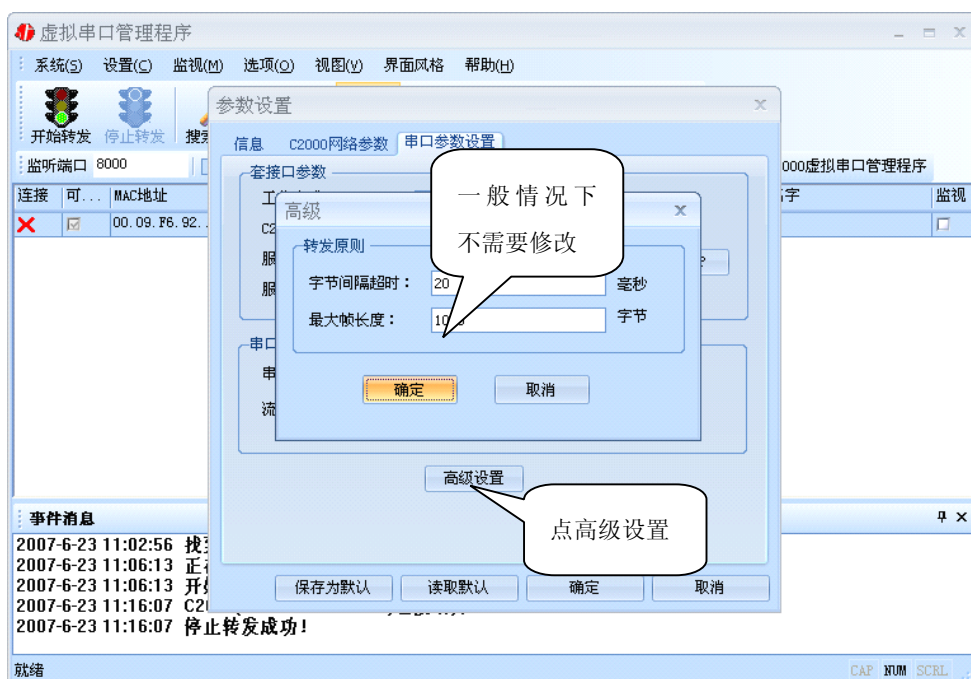 虚拟串口管理程序
系统(S) 设置(C) 监视(M) 选项(O) 视图(V) 界面风格 帮助(H)
开始转发 停止转发
监听端口 8000
000虚拟串口管理程序
连接 可... MAC地址 字 监视
00.09.F6.92..
参数设置
信息 C2000网络参数 串口参数设置
套接口参数
高级
转发原则
字节间隔超时： 20 毫秒
最大帧长度： 字节
确定 取消
一般情况下
不需要修改
高级设置
点高级设置
保存为默认 读取默认 确定 取消
事件消息
2007-6-23 11:02:56
2007-6-23 11:06:13
2007-6-23 11:06:13
2007-6-23 11:16:07
2007-6-23 11:16:07 停止转发成功!
就绪 CAP NUM SCRL